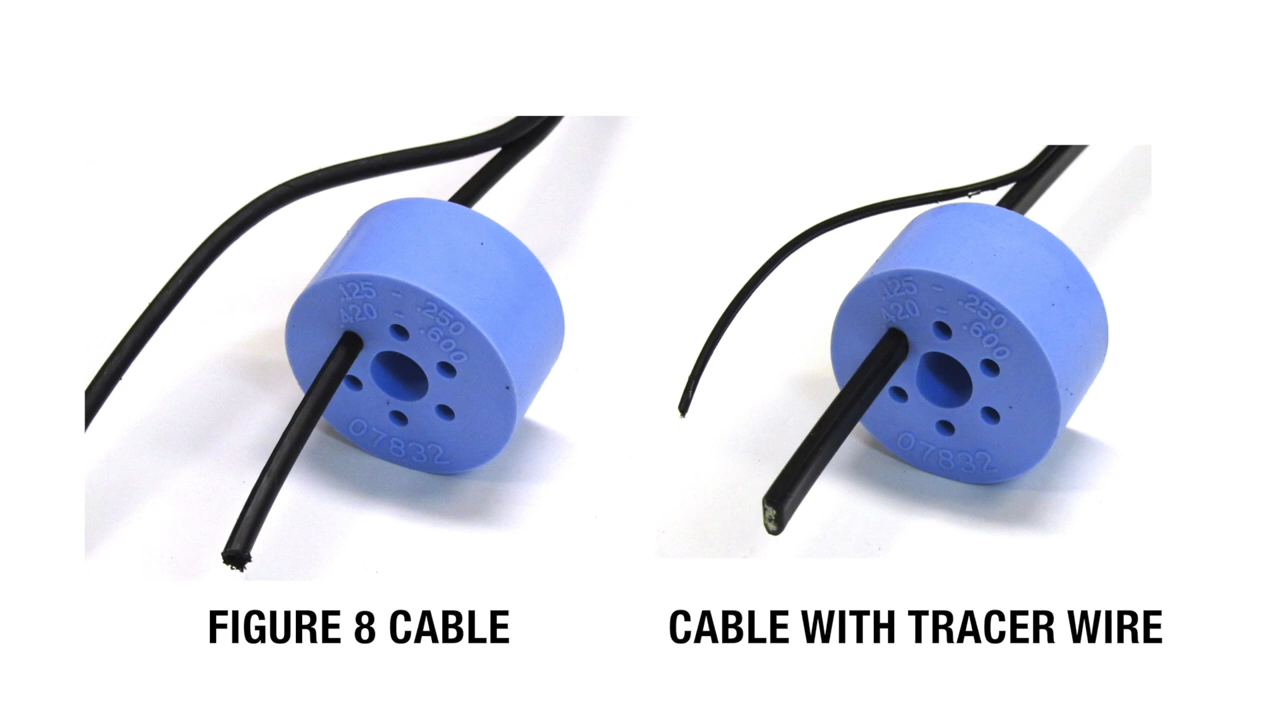 .125 - .250
.420 - .600
07832
.125 - .250
.420 - .600
07832
FIGURE 8 CABLE
CABLE WITH TRACER WIRE